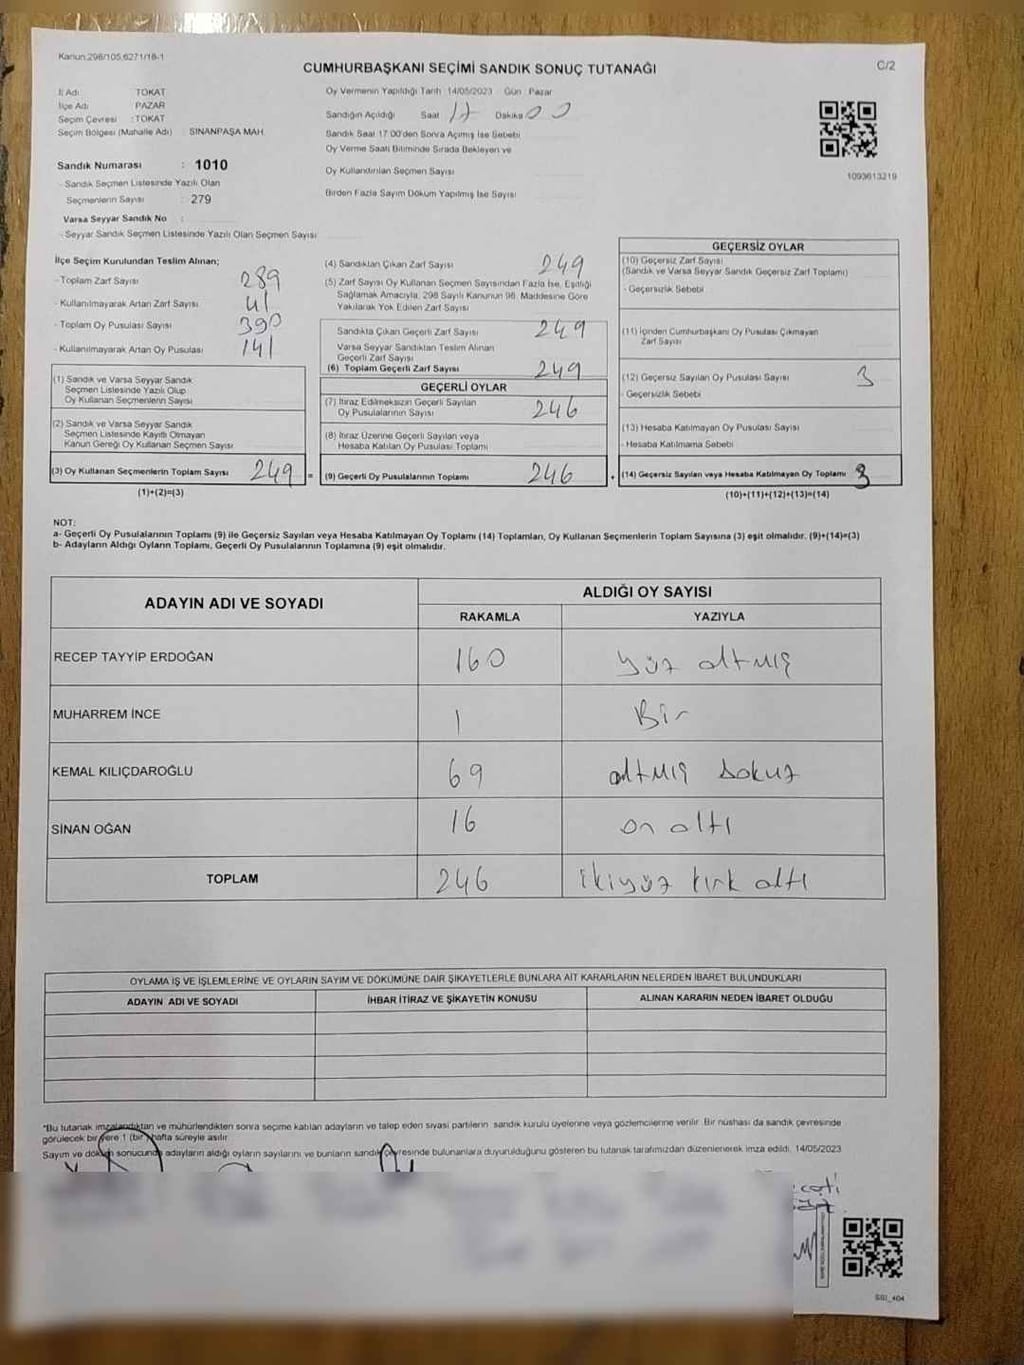 Kanun:298/105,6271/18-1
CUMHURBAŞKANI SEÇİMİ SANDIK SONUÇ TUTANAĞI
C/2
İl Adı : TOKAT
İlçe Adı : PAZAR
Seçim Çevresi : TOKAT
Seçim Bölgesi (Mahalle Adı) : SİNANPAŞA MAH.
Oy Vermenin Yapıldığı Tarih : 14/05/2023 Gün : Pazar
Sandığın Açıldığı Saat 17 Dakika 00
Sandık Saat 17:00'den Sonra Açılmış İse Sebebi
Oy Verme Saati Bitiminde Sırada Bekleyen ve
Oy Kullandırılan Seçmen Sayısı
Birden Fazla Sayım Döküm Yapılmış İse Sayısı
1093613219
Sandık Numarası : 1010
- Sandık Seçmen Listesinde Yazılı Olan
Seçmenlerin Sayısı : 279
Varsa Seyyar Sandık No :
- Seyyar Sandık Seçmen Listesinde Yazılı Olan Seçmen Sayısı
İlçe Seçim Kurulundan Teslim Alınan;
- Toplam Zarf Sayısı 289
- Kullanılmayarak Artan Zarf Sayısı 41
- Toplam Oy Pusulası Sayısı 390
- Kullanılmayarak Artan Oy Pusulası 141
(1) Sandık ve Varsa Seyyar Sandık
Seçmen Listesinde Yazılı Olup
Oy Kullanan Seçmenlerin Sayısı
(2) Sandık ve Varsa Seyyar Sandık
Seçmen Listesinde Kayıtlı Olmayan
Kanun Gereği Oy Kullanan Seçmen Sayısı
(3) Oy Kullanan Seçmenlerin Toplam Sayısı 249 =
(1)+(2)=(3)
(4) Sandıktan Çıkan Zarf Sayısı 249
(5) Zarf Sayısı Oy Kullanan Seçmen Sayısından Fazla İse, Eşitliği
Sağlamak Amacıyla, 298 Sayılı Kanunun 98. Maddesine Göre
Yakılarak Yok Edilen Zarf Sayısı
Sandıkta Çıkan Geçerli Zarf Sayısı 249
Varsa Seyyar Sandıktan Teslim Alınan
Geçerli Zarf Sayısı
(6) Toplam Geçerli Zarf Sayısı 249
GEÇERLİ OYLAR
(7) İtiraz Edilmeksizin Geçerli Sayılan
Oy Pusulalarının Sayısı 246
(8) İtiraz Üzerine Geçerli Sayılan veya
Hesaba Katılan Oy Pusulası Toplamı
(9) Geçerli Oy Pusulalarının Toplamı 246 +
GEÇERSİZ OYLAR
(10) Geçersiz Zarf Sayısı
(Sandık ve Varsa Seyyar Sandık Geçersiz Zarf Toplamı)
- Geçersizlik Sebebi
(11) İçinden Cumhurbaşkanı Oy Pusulası Çıkmayan
Zarf Sayısı
(12) Geçersiz Sayılan Oy Pusulası Sayısı 3
- Geçersizlik Sebebi
(13) Hesaba Katılmayan Oy Pusulası Sayısı
- Hesaba Katılmama Sebebi
(14) Geçersiz Sayılan veya Hesaba Katılmayan Oy Toplamı 3
(10)+(11)+(12)+(13)=(14)
NOT:
a- Geçerli Oy Pusulalarının Toplamı (9) ile Geçersiz Sayılan veya Hesaba Katılmayan Oy Toplamı (14) Toplamları, Oy Kullanan Seçmenlerin Toplam Sayısına (3) eşit olmalıdır. (9)+(14)=(3)
b- Adayların Aldığı Oyların Toplamı, Geçerli Oy Pusulalarının Toplamına (9) eşit olmalıdır.
ADAYIN ADI VE SOYADI
ALDIĞI OY SAYISI
RAKAMLA YAZIYLA
RECEP TAYYİP ERDOĞAN 160 yüz altmış
MUHARREM İNCE 1 Bir
KEMAL KILIÇDAROĞLU 69 altmış dokuz
SİNAN OĞAN 16 on altı
TOPLAM 246 ikiyüz kırk altı
OYLAMA İŞ VE İŞLEMLERİNE VE OYLARIN SAYIM VE DÖKÜMÜNE DAİR ŞİKAYETLERLE BUNLARA AİT KARARLARIN NELERDEN İBARET BULUNDUKLARI
ADAYIN ADI VE SOYADI İHBAR İTİRAZ VE ŞİKAYETİN KONUSU ALINAN KARARIN NEDEN İBARET OLDUĞU
*Bu tutanak imzalandıktan ve mühürlendikten sonra seçime katılan adayların ve talep eden siyasi partilerin sandık kurulu üyelerine veya gözlemcilerine verilir. Bir nüshası da sandık çevresinde
görülecek bir yere 1 (bir) hafta süreyle asılır.
Sayım ve döküm sonucunda adayların aldığı oyların sayılarını ve bunların sandık çevresinde bulunanlara duyurulduğunu gösteren bu tutanak tarafımızdan düzenlenerek imza edildi. 14/05/2023
SSI_404